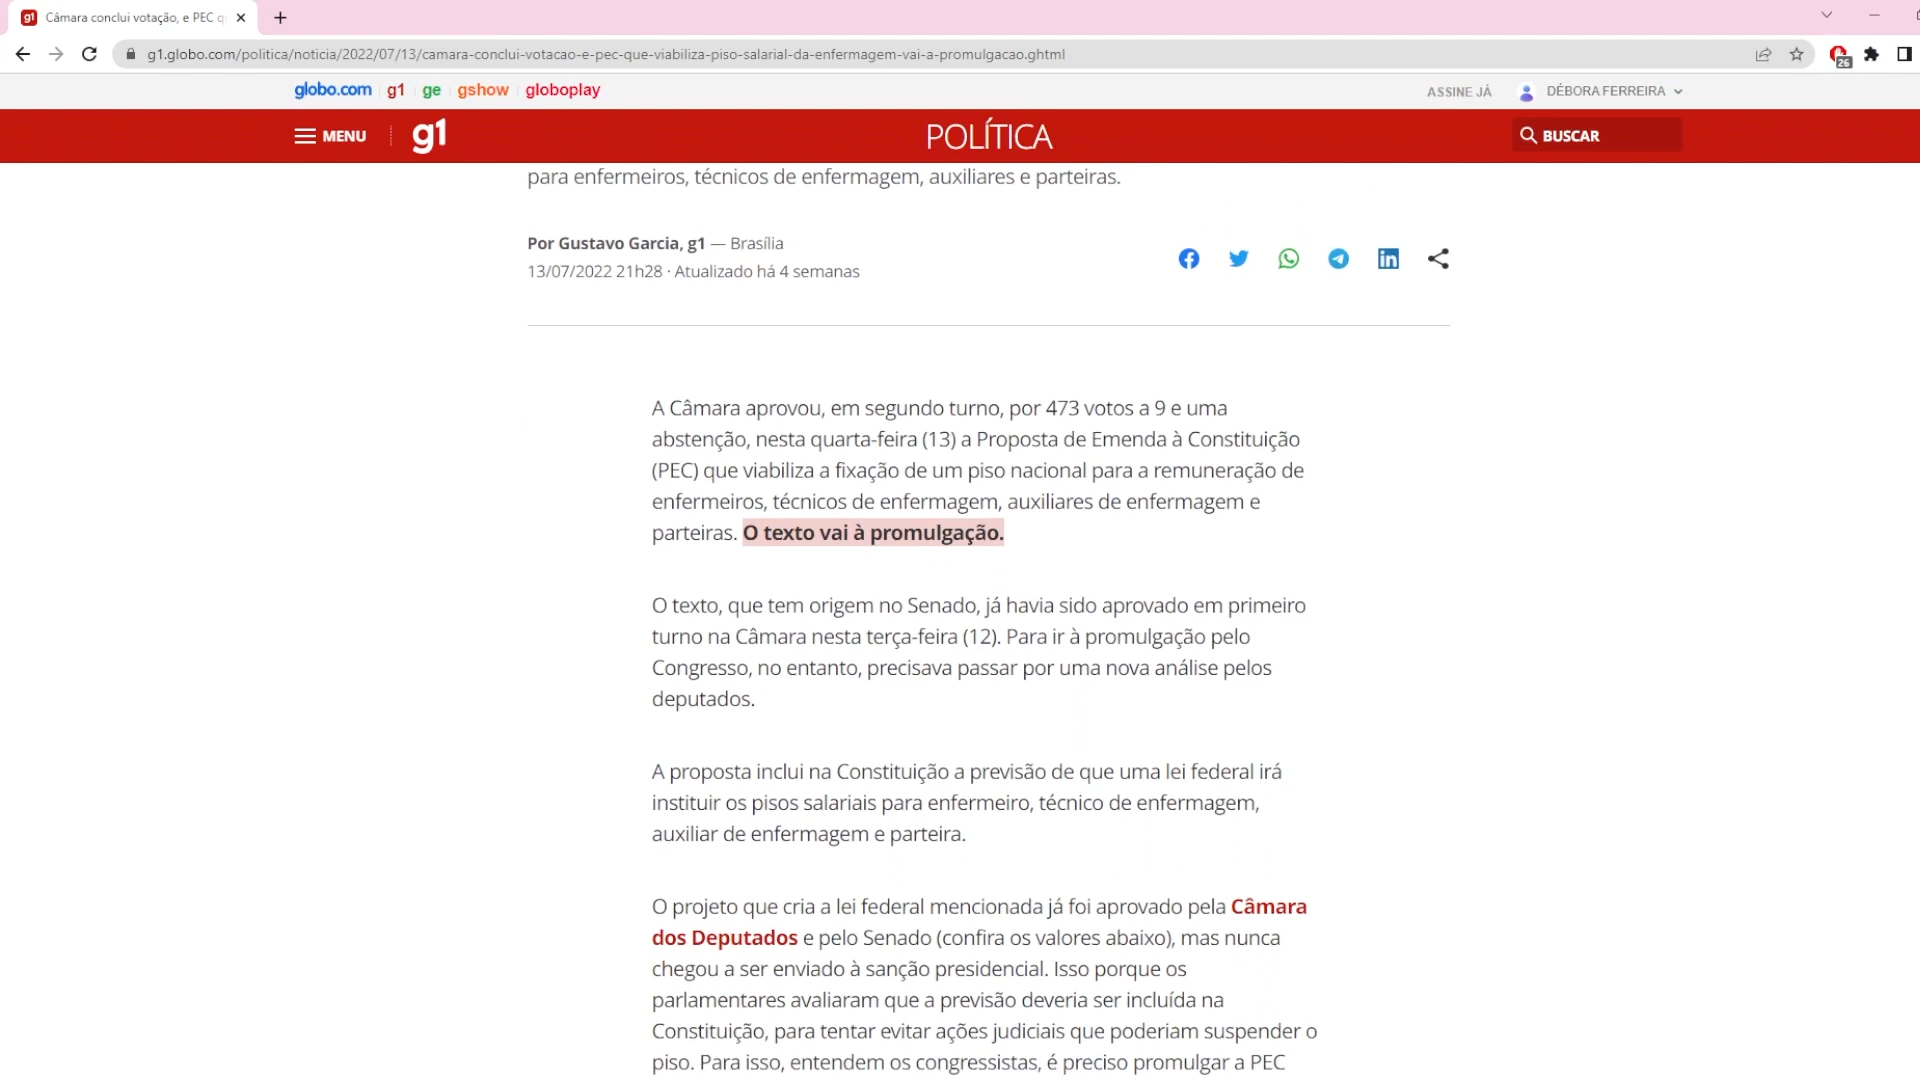 g1 Câmara conclui votação, e PEC q
g1.globo.com/politica/noticia/2022/07/13/camara-conclui-votacao-e-pec-que-viabiliza-piso-salarial-da-enfermagem-vai-a-promulgacao.ghtml
26
globo.com g1 ge gshow globoplay
ASSINE JÁ
DÉBORA FERREIRA
MENU g1 POLÍTICA BUSCAR
para enfermeiros, técnicos de enfermagem, auxiliares e parteiras.
Por Gustavo Garcia, g1 — Brasília
13/07/2022 21h28 · Atualizado há 4 semanas
A Câmara aprovou, em segundo turno, por 473 votos a 9 e uma
abstenção, nesta quarta-feira (13) a Proposta de Emenda à Constituição
(PEC) que viabiliza a fixação de um piso nacional para a remuneração de
enfermeiros, técnicos de enfermagem, auxiliares de enfermagem e
parteiras. O texto vai à promulgação.
O texto, que tem origem no Senado, já havia sido aprovado em primeiro
turno na Câmara nesta terça-feira (12). Para ir à promulgação pelo
Congresso, no entanto, precisava passar por uma nova análise pelos
deputados.
A proposta inclui na Constituição a previsão de que uma lei federal irá
instituir os pisos salariais para enfermeiro, técnico de enfermagem,
auxiliar de enfermagem e parteira.
O projeto que cria a lei federal mencionada já foi aprovado pela Câmara
dos Deputados e pelo Senado (confira os valores abaixo), mas nunca
chegou a ser enviado à sanção presidencial. Isso porque os
parlamentares avaliaram que a previsão deveria ser incluída na
Constituição, para tentar evitar ações judiciais que poderiam suspender o
piso. Para isso, entendem os congressistas, é preciso promulgar a PEC